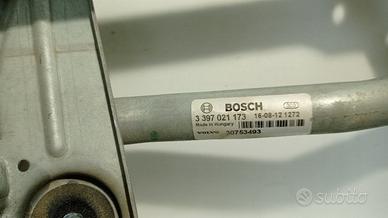 BOSCH
3 397 021 173 16-08-12 1272
Made in Hungary
VOLVO 30753493
subito